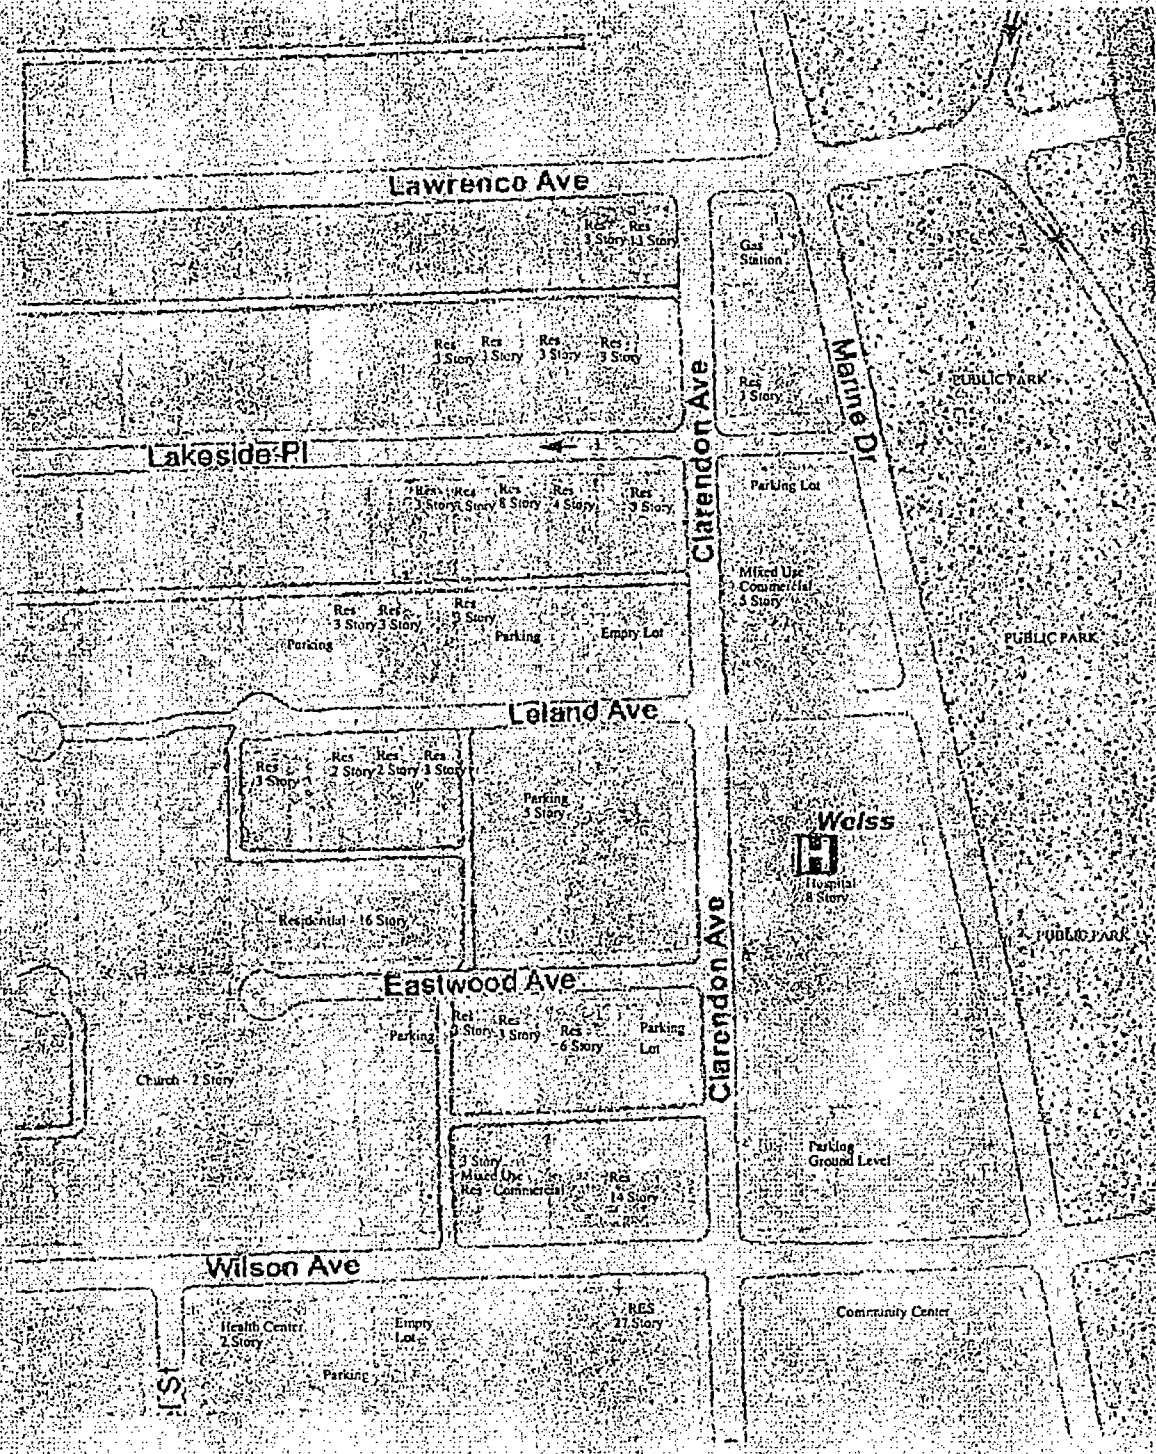 Lawrence Ave
Res
3 Story
Res
13 Story
Gas
Station
Res
3 Story
Res
3 Story
Res
3 Story
Res
3 Story
Res
3 Story
Clarendon Ave
Marine Dr
PUBLIC PARK
Lakeside Pl
Res
3 Story
Res
Story
Res
8 Story
Res
4 Story
Res
3 Story
Parking Lot
Mixed Use
Commercial
5 Story
Res
3 Story
Res
3 Story
Res
3 Story
Parking
Parking
Empty Lot
PUBLIC PARK
Leland Ave
Res
3 Story
Res
2 Story
Res
2 Story
Res
3 Story
Parking
5 Story
Weiss
Hospital
8 Story
Residential - 16 Story
PUBLIC PARK
Clarendon Ave
Eastwood Ave
Parking
Res
3 Story
Res
3 Story
Res
6 Story
Parking
Lot
Church - 2 Story
Parking
Ground Level
3 Story
Mixed Use
Res - Commercial
Res
14 Story
Wilson Ave
Health Center
2 Story
Empty
Lot
RES
27 Story
Community Center
Parking